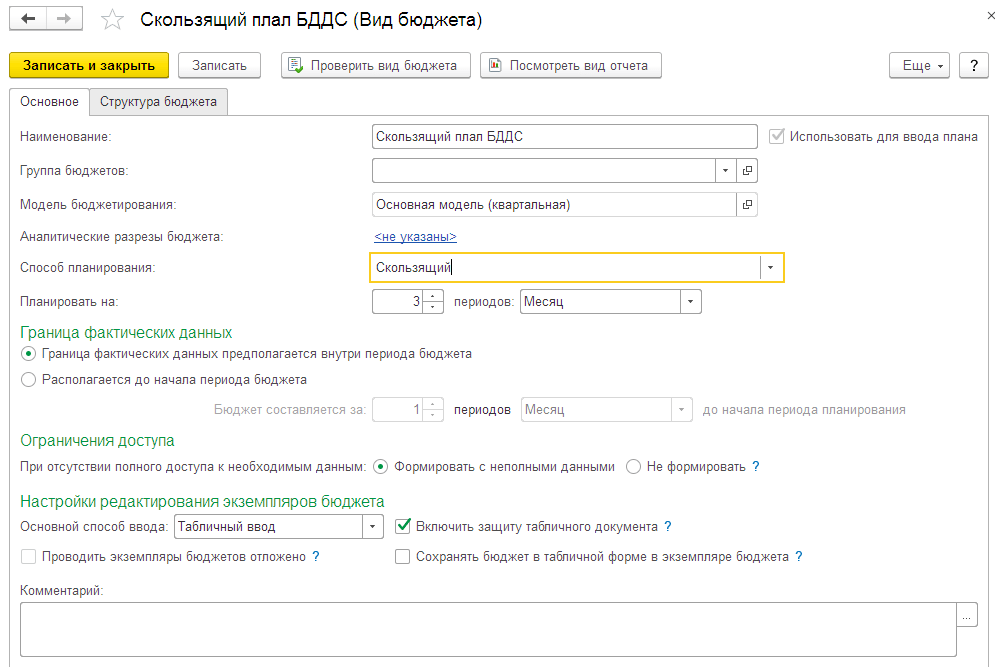 Скользящий плал БДДС (Вид бюджета)
Записать и закрыть Записать Проверить вид бюджета Посмотреть вид отчета Еще ?
Основное Структура бюджета
Наименование: Скользящий плал БДДС Использовать для ввода плана
Группа бюджетов:
Модель бюджетирования: Основная модель (квартальная)
Аналитические разрезы бюджета: <не указаны>
Способ планирования: Скользящий
Планировать на: 3 периодов: Месяц
Граница фактических данных
Граница фактических данных предполагается внутри периода бюджета
Располагается до начала периода бюджета
Бюджет составляется за: 1 периодов Месяц до начала периода планирования
Ограничения доступа
При отсутствии полного доступа к необходимым данным: Формировать с неполными данными Не формировать ?
Настройки редактирования экземпляров бюджета
Основной способ ввода: Табличный ввод Включить защиту табличного документа ?
Проводить экземпляры бюджетов отложено ? Сохранять бюджет в табличной форме в экземпляре бюджета ?
Комментарий:
...